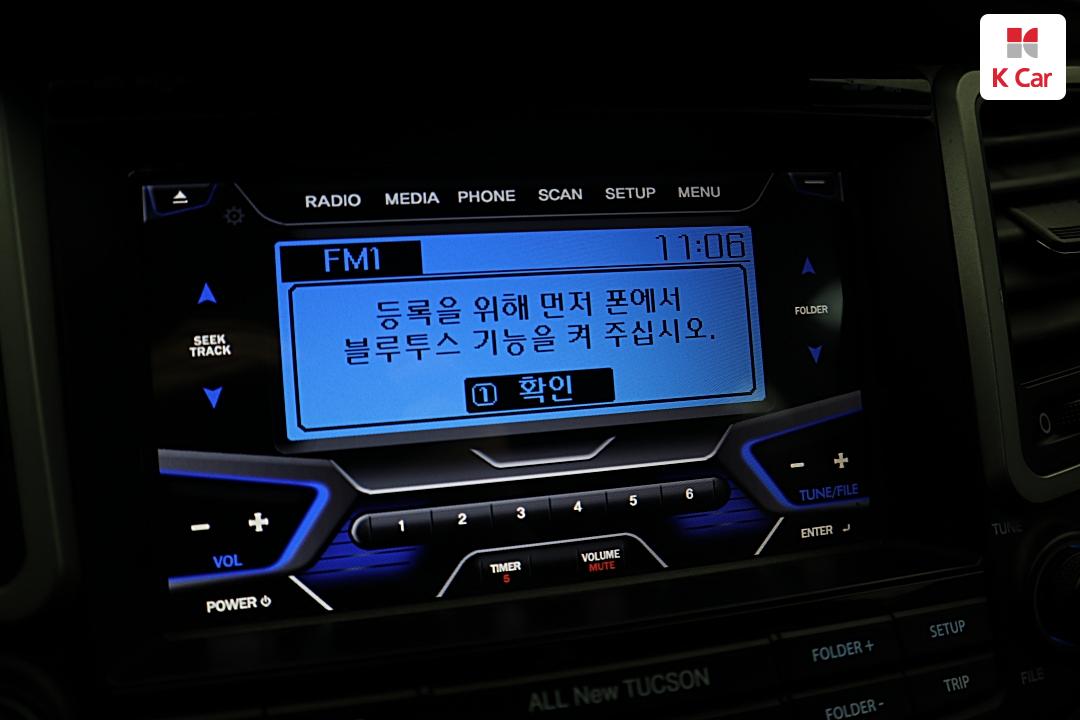 K Car
RADIO MEDIA PHONE SCAN SETUP MENU
FM1 11:06
등록을 위해 먼저 폰에서
블루투스 기능을 켜 주십시오.
1 확인
SEEK
TRACK
FOLDER
1 2 3 4 5 6
VOL
TUNE/FILE
POWER
TIMER
5
VOLUME
MUTE
ENTER
TUNE
FOLDER+
SETUP
ALL New TUCSON
FOLDER-
TRIP
FILE